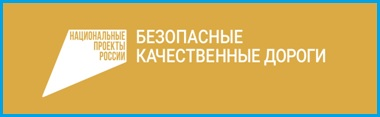 НАЦИОНАЛЬНЫЕ
ПРОЕКТЫ
РОССИИ
БЕЗОПАСНЫЕ
КАЧЕСТВЕННЫЕ ДОРОГИ